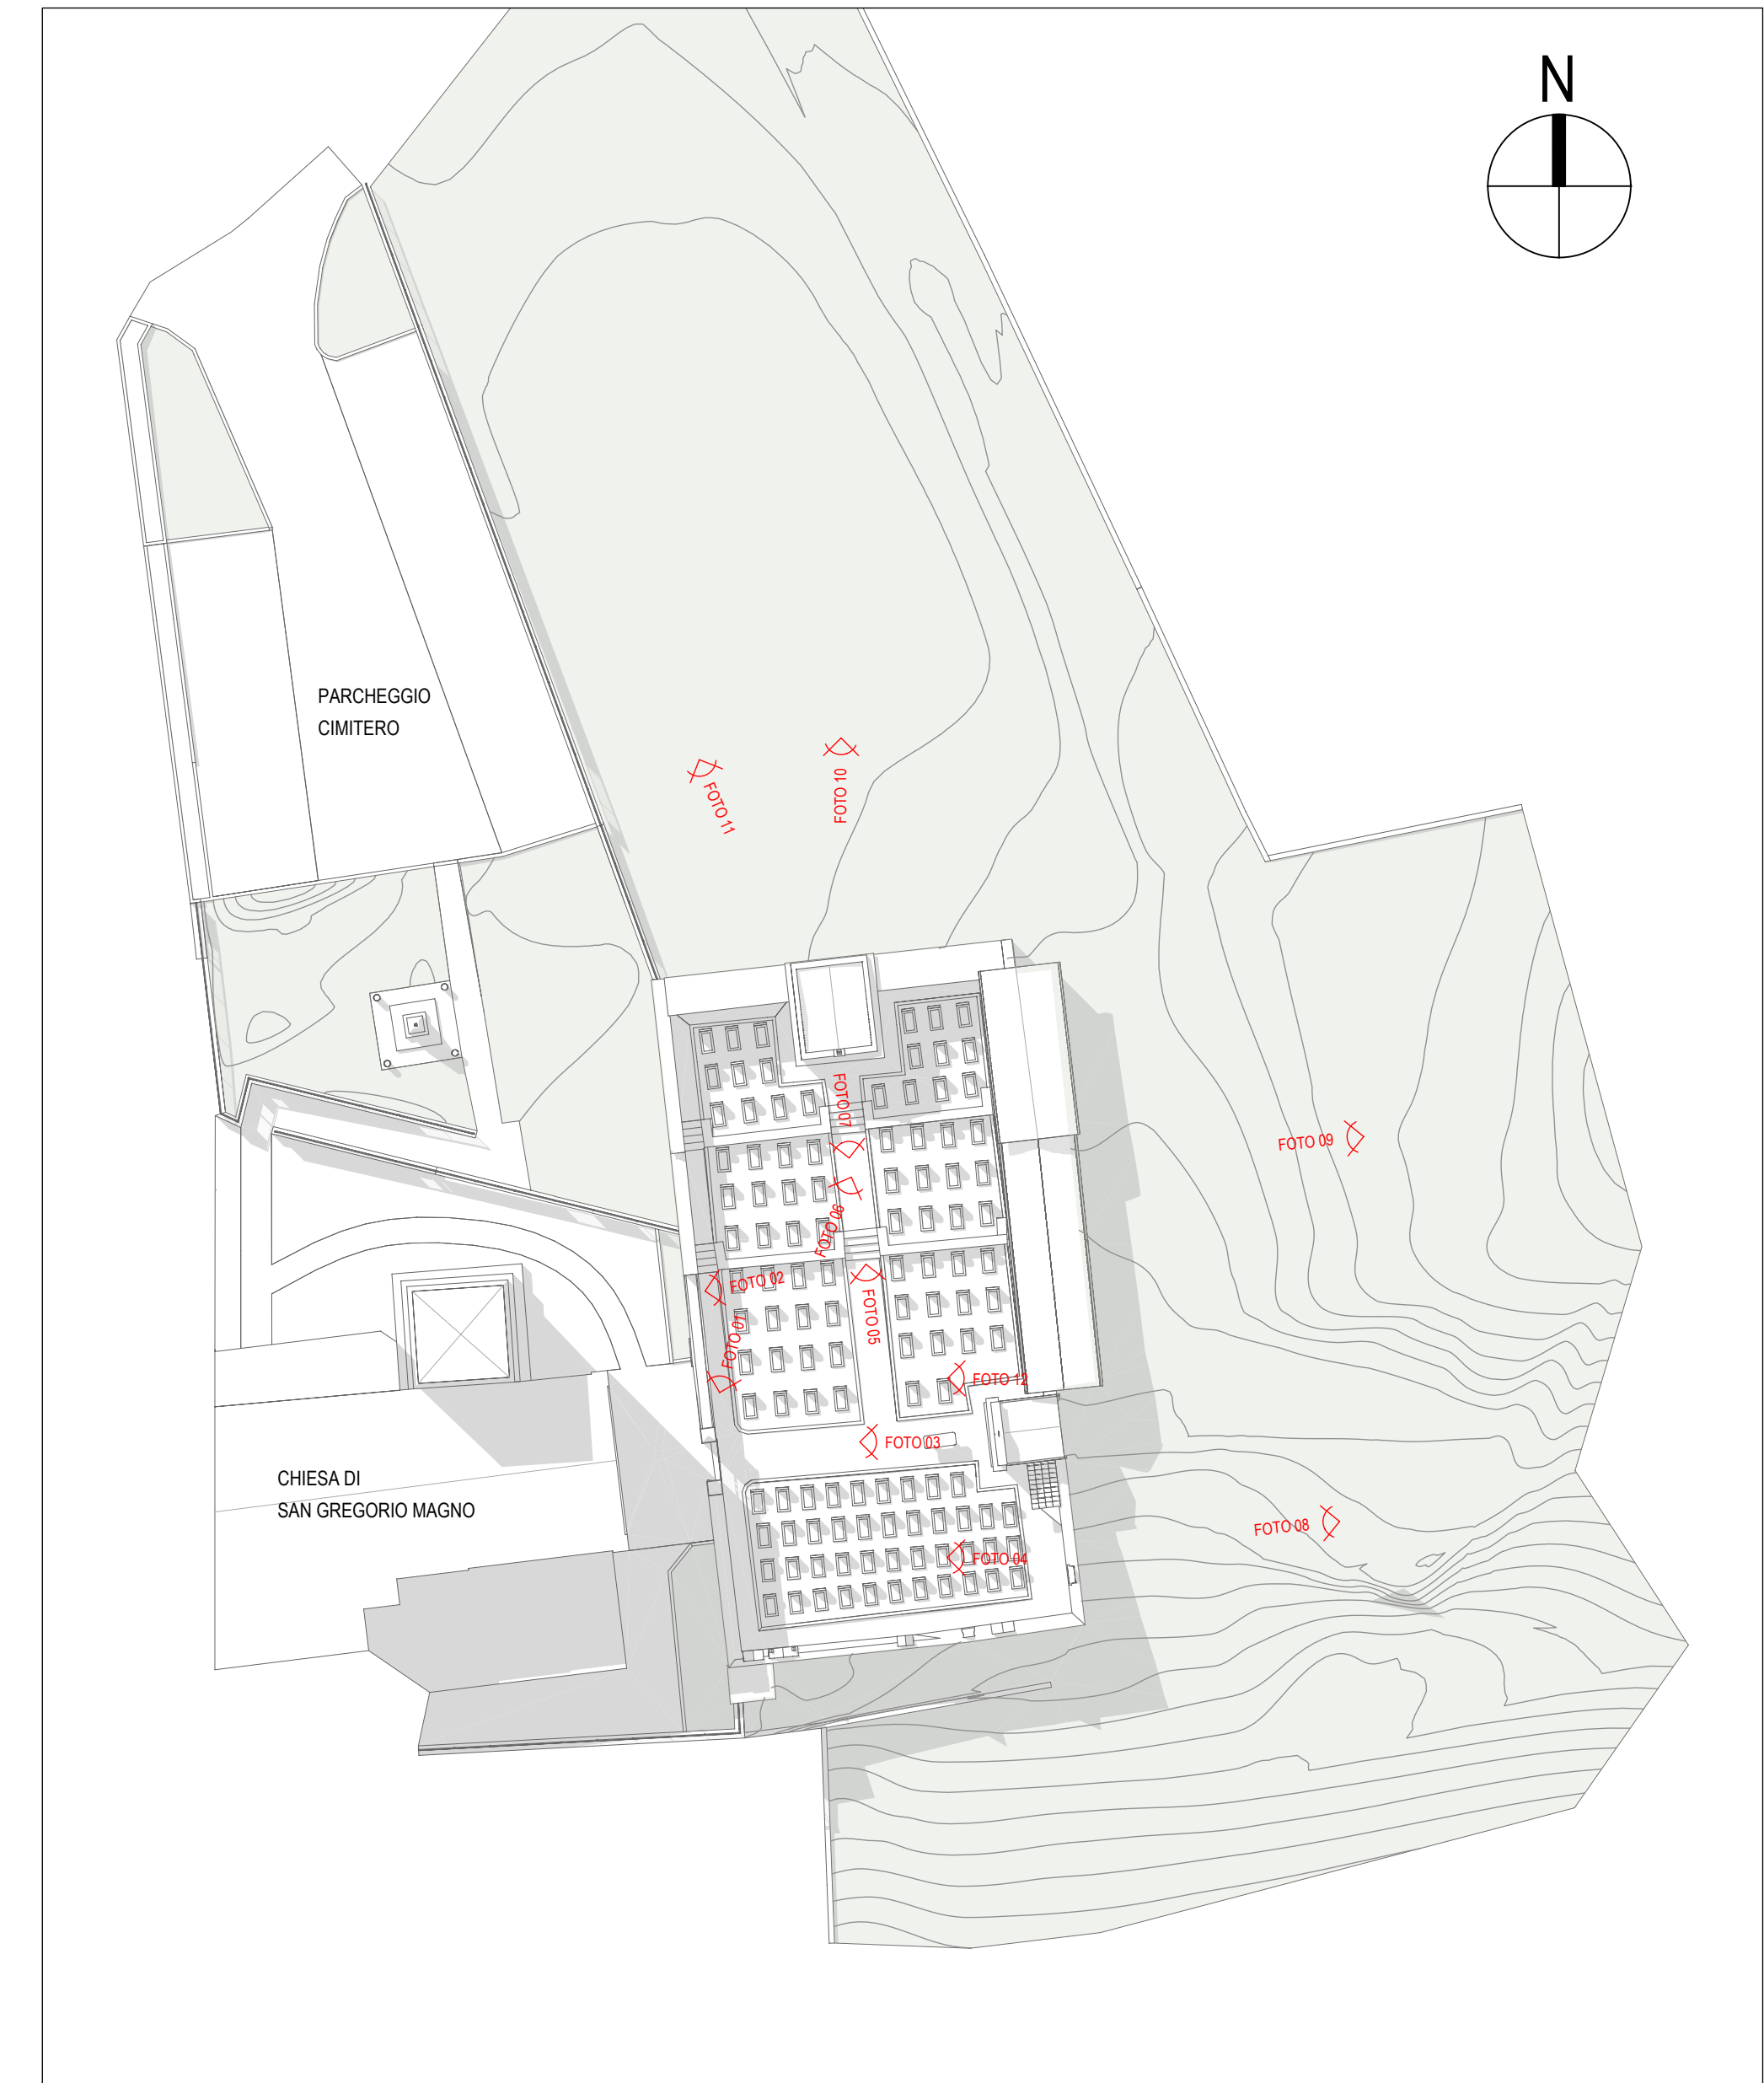 N
PARCHEGGIO
CIMITERO
FOTO 11
FOTO 10
FOTO 07
FOTO 09
FOTO 06
FOTO 02
FOTO 01
FOTO 05
FOTO 12
FOTO 03
CHIESA DI
SAN GREGORIO MAGNO
FOTO 08
FOTO 04